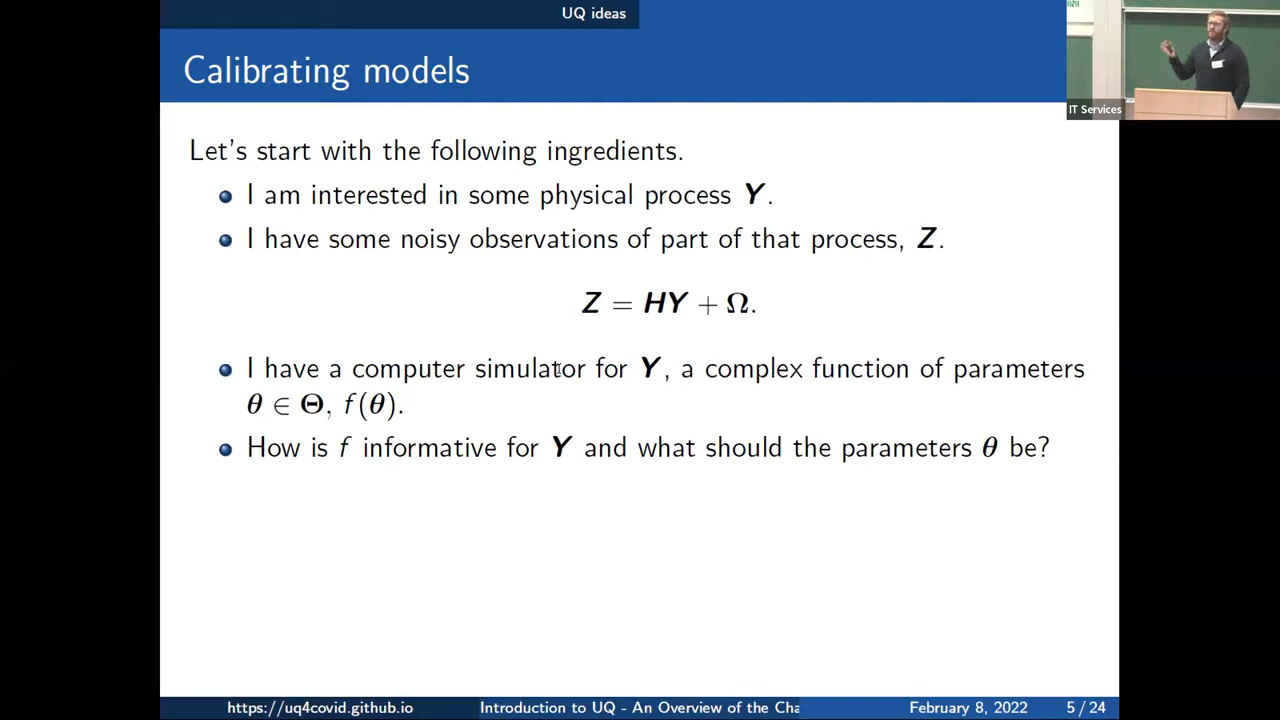 UQ ideas
Calibrating models
IT Services
Let's start with the following ingredients.
I am interested in some physical process Y.
I have some noisy observations of part of that process, Z.
Z = HY + Ω.
I have a computer simulator for Y, a complex function of parameters
θ ∈ Θ, f(θ).
How is f informative for Y and what should the parameters θ be?
https://uq4covid.github.io Introduction to UQ - An Overview of the Cha February 8, 2022 5 / 24